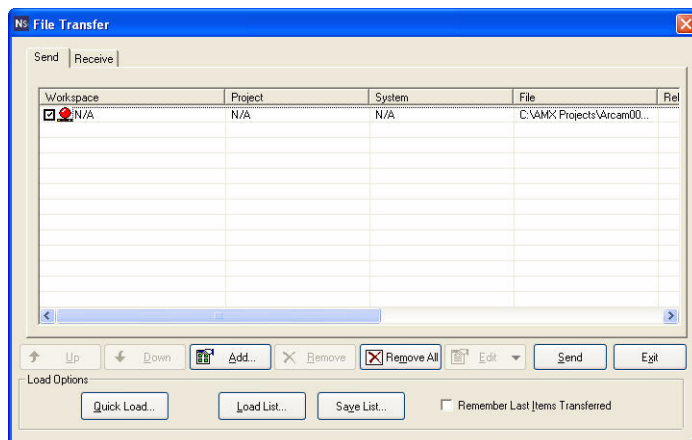 NS File Transfer
Send Receive
Workspace Project System File Rel
N/A N/A N/A C:\AMX Projects\Arcam00...
Up Down Add... Remove Remove All Edit Send Exit
Load Options
Quick Load... Load List... Save List... Remember Last Items Transferred